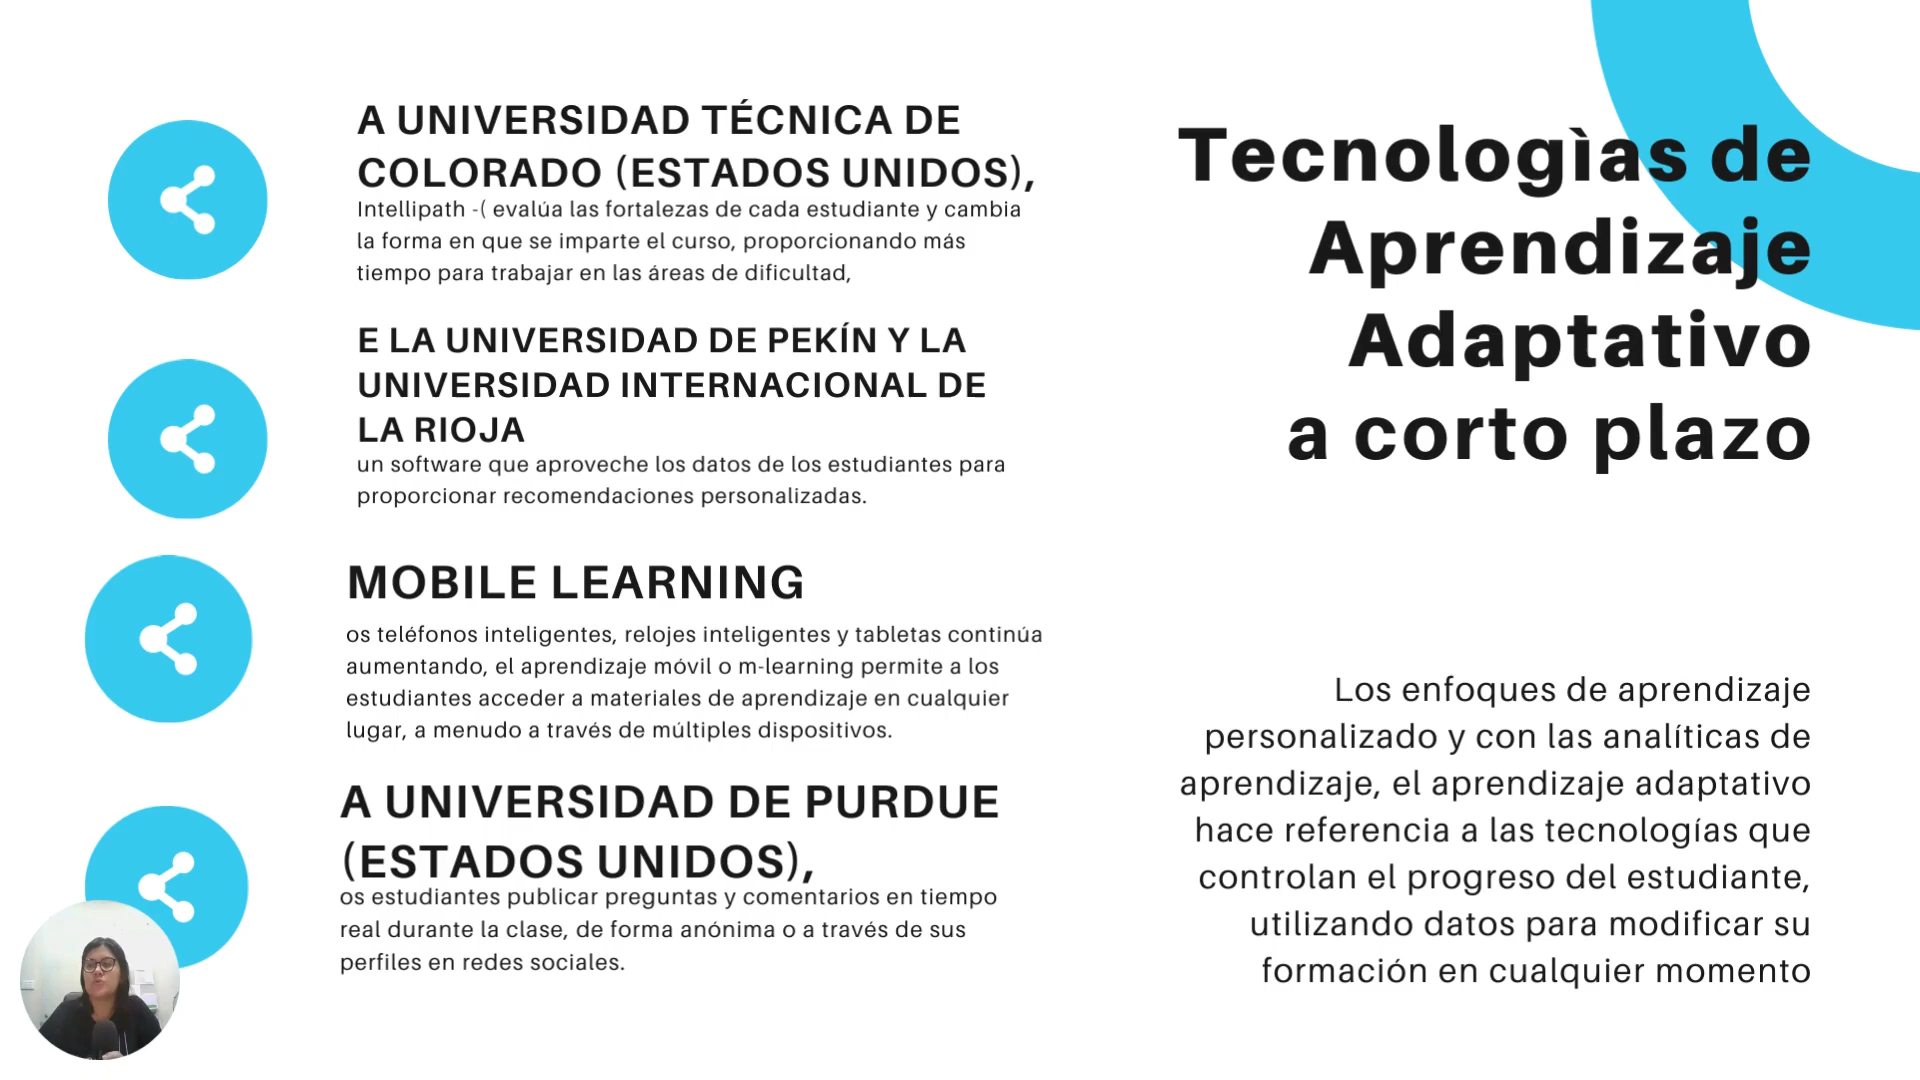 A UNIVERSIDAD TÉCNICA DE
COLORADO (ESTADOS UNIDOS),
Intellipath -( evalúa las fortalezas de cada estudiante y cambia
la forma en que se imparte el curso, proporcionando más
tiempo para trabajar en las áreas de dificultad,
E LA UNIVERSIDAD DE PEKÍN Y LA
UNIVERSIDAD INTERNACIONAL DE
LA RIOJA
un software que aproveche los datos de los estudiantes para
proporcionar recomendaciones personalizadas.
MOBILE LEARNING
os teléfonos inteligentes, relojes inteligentes y tabletas continúa
aumentando, el aprendizaje móvil o m-learning permite a los
estudiantes acceder a materiales de aprendizaje en cualquier
lugar, a menudo a través de múltiples dispositivos.
A UNIVERSIDAD DE PURDUE
(ESTADOS UNIDOS),
os estudiantes publicar preguntas y comentarios en tiempo
real durante la clase, de forma anónima o a través de sus
perfiles en redes sociales.
Tecnologìas de
Aprendizaje
Adaptativo
a corto plazo
Los enfoques de aprendizaje
personalizado y con las analíticas de
aprendizaje, el aprendizaje adaptativo
hace referencia a las tecnologías que
controlan el progreso del estudiante,
utilizando datos para modificar su
formación en cualquier momento